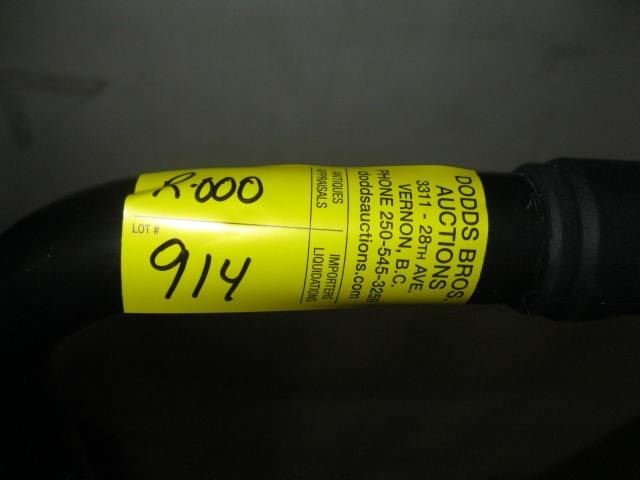 DODDS BROS.
AUCTIONS
3311 - 28TH AVE.
VERNON, B.C.
PHONE 250-545-3259
doddsauctions.com
ANTIQUES
APPRAISALS
IMPORTERS
LIQUIDATIONS
R-000
LOT #
914